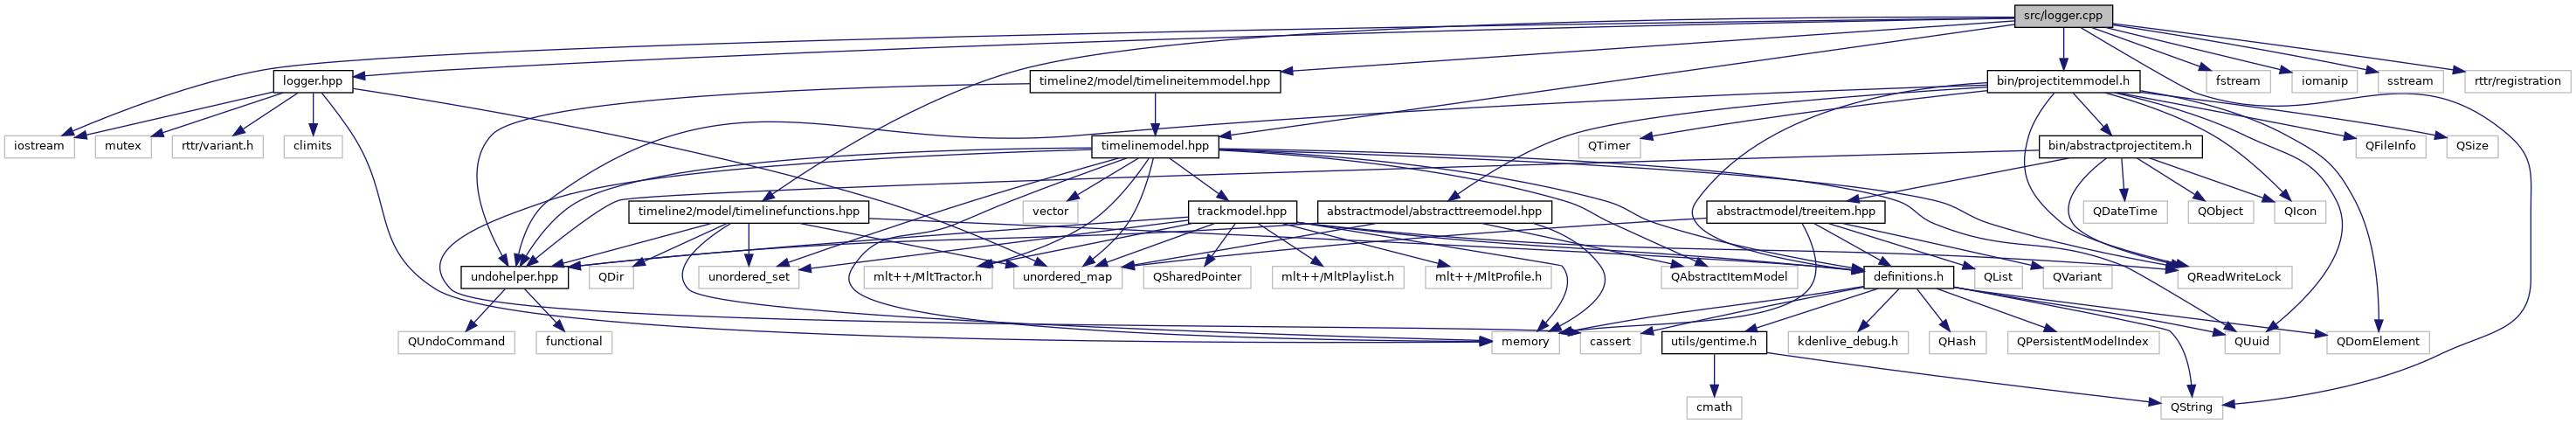 src/logger.cpp
logger.hpp
timeline2/model/timelineitemmodel.hpp
bin/projectitemmodel.h
fstream
iomanip
sstream
rttr/registration
iostream
mutex
rttr/variant.h
climits
timelinemodel.hpp
QTimer
bin/abstractprojectitem.h
QFileInfo
QSize
timeline2/model/timelinefunctions.hpp
vector
trackmodel.hpp
abstractmodel/abstracttreemodel.hpp
abstractmodel/treeitem.hpp
QDateTime
QObject
QIcon
undohelper.hpp
QDir
unordered_set
mlt++/MltTractor.h
unordered_map
QSharedPointer
mlt++/MltPlaylist.h
mlt++/MltProfile.h
QAbstractItemModel
definitions.h
QList
QVariant
QReadWriteLock
QUndoCommand
functional
memory
cassert
utils/gentime.h
kdenlive_debug.h
QHash
QPersistentModelIndex
QUuid
QDomElement
cmath
QString